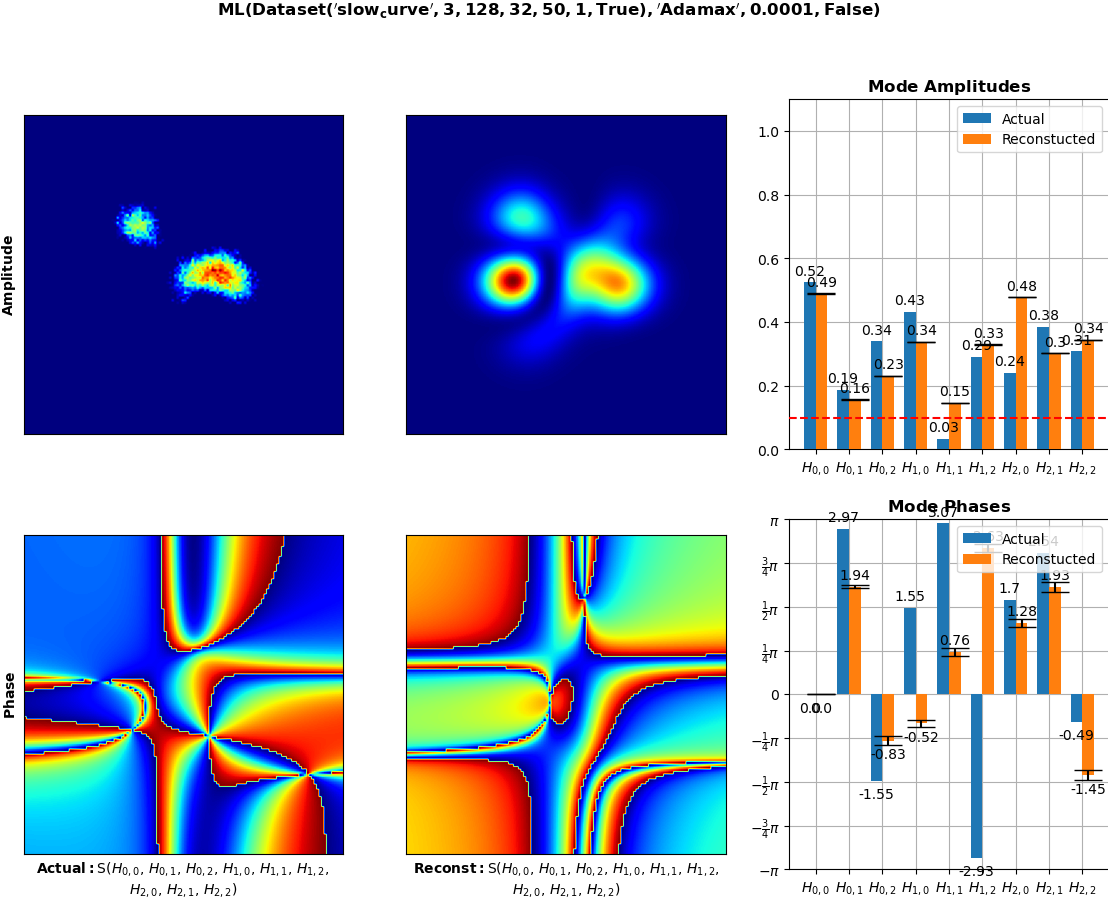 ML(Dataset('slow_curve', 3, 128, 32, 50, 1, True), 'Adamax', 0.0001, False)
Amplitude
Mode Amplitudes
Actual
Reconstucted
1.0
0.8
0.6
0.4
0.2
0.0
0.52
0.49
0.19
0.16
0.34
0.23
0.43
0.34
0.03
0.15
0.29
0.33
0.24
0.48
0.38
0.3
0.31
0.34
H0,0 H0,1 H0,2 H1,0 H1,1 H1,2 H2,0 H2,1 H2,2
Phase
Actual: S(H0,0, H0,1, H0,2, H1,0, H1,1, H1,2,
H2,0, H2,1, H2,2)
Reconst: S(H0,0, H0,1, H0,2, H1,0, H1,1, H1,2,
H2,0, H2,1, H2,2)
Mode Phases
Actual
Reconstucted
π
3/4π
1/2π
1/4π
0
−1/4π
−1/2π
−3/4π
−π
0.0
0.0
2.97
1.94
-1.55
-0.83
1.55
-0.52
3.07
0.76
-2.93
1.7
1.28
1.93
-0.49
-1.45
H0,0 H0,1 H0,2 H1,0 H1,1 H1,2 H2,0 H2,1 H2,2